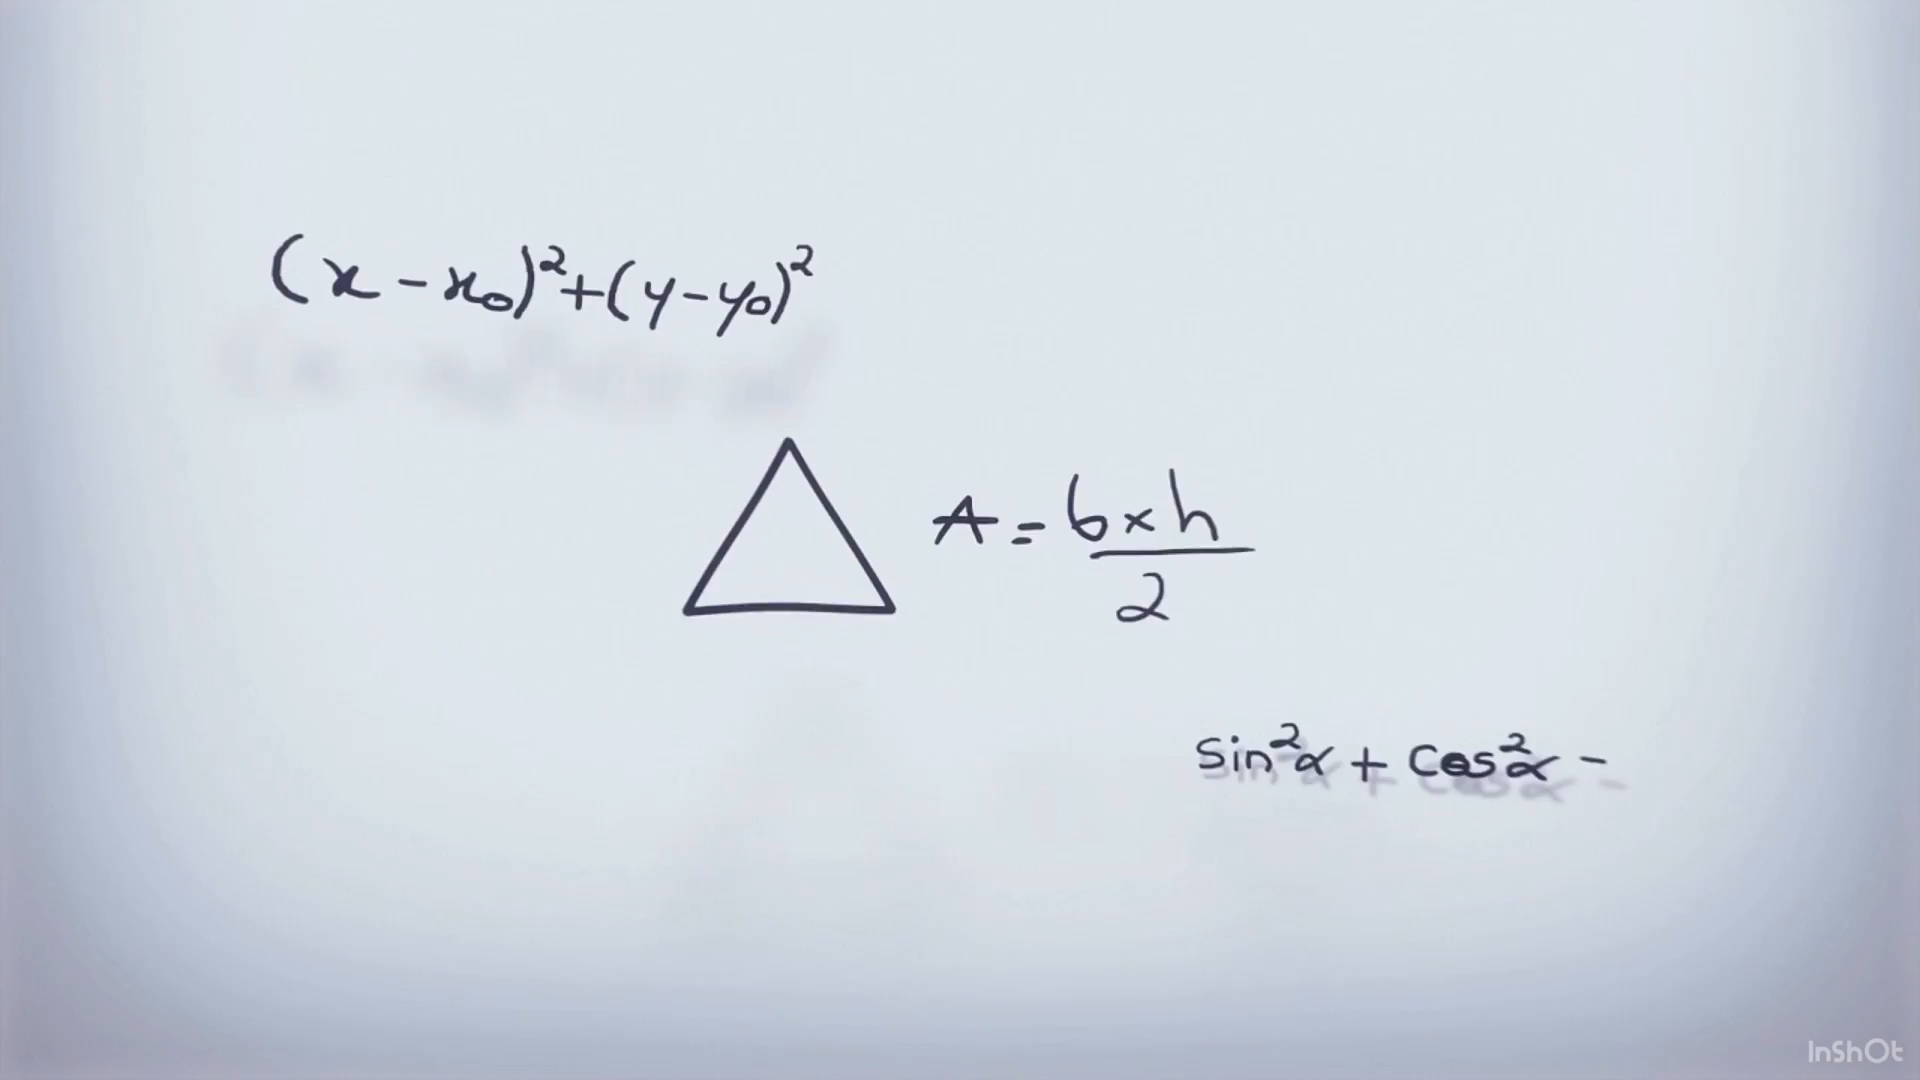 (x - x₀)² + (y - y₀)²
A = b × h
2
sin²α + cos²α -
InShOt